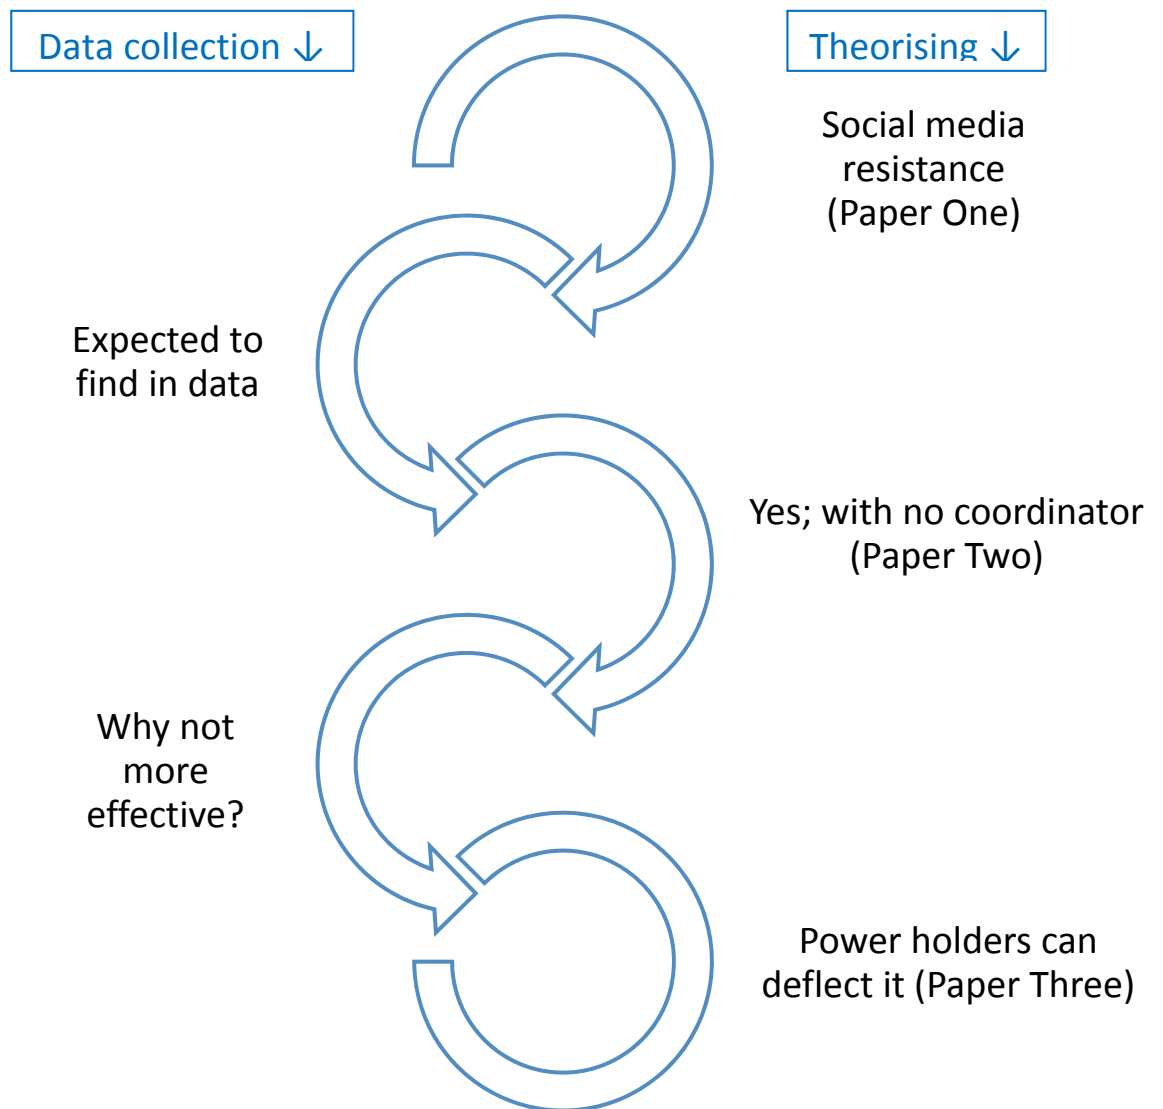 Data collection ↓
Theorising ↓
Social media
resistance
(Paper One)
Expected to
find in data
Yes; with no coordinator
(Paper Two)
Why not
more
effective?
Power holders can
deflect it (Paper Three)